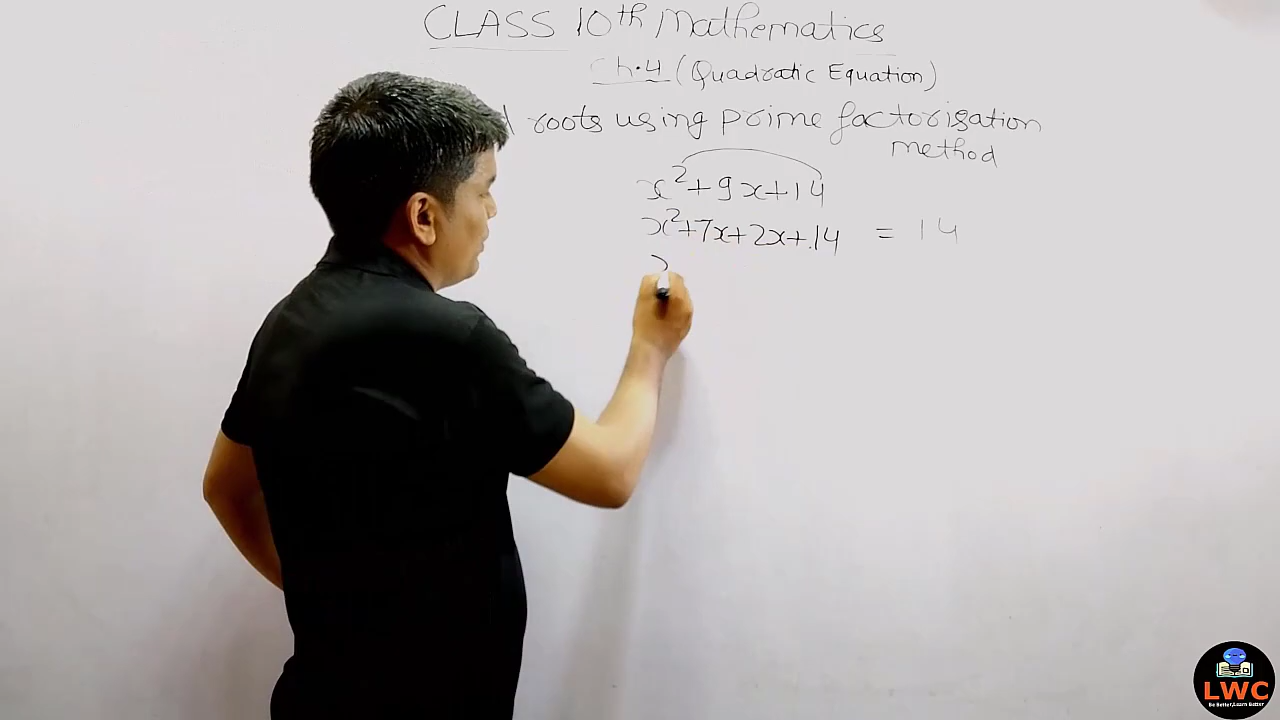 CLASS 10th Mathematics
Ch.4 (Quadratic Equation)
roots using prime factorisation
method
x²+9x+14
x²+7x+2x+14 = 14
LWC
Be Better, Learn Better